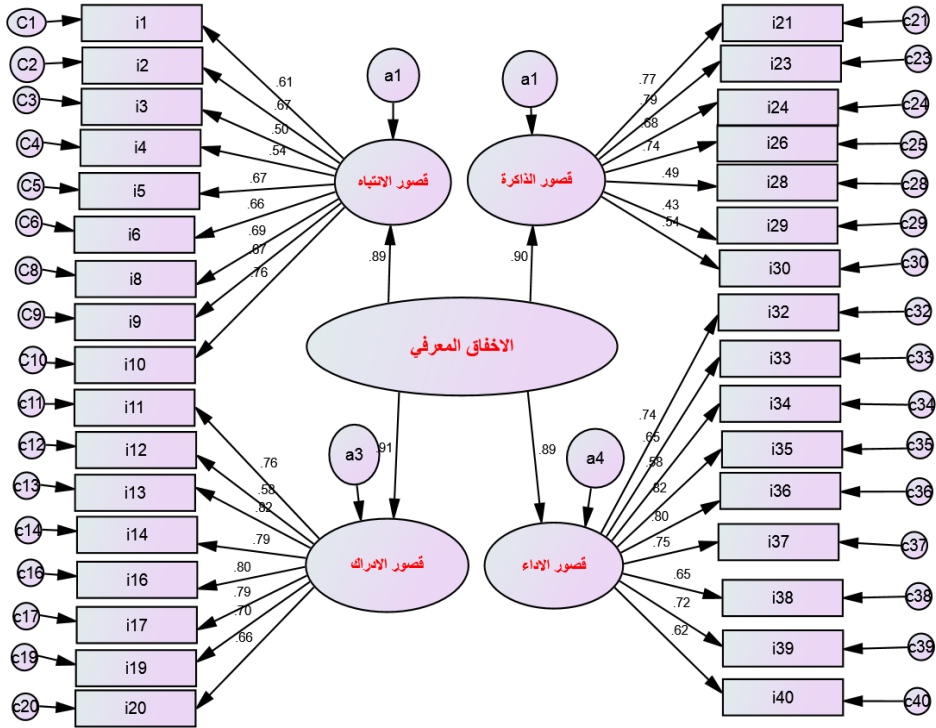 C1
i1
C2
i2
C3
i3
C4
i4
C5
i5
C6
i6
C8
i8
C9
i9
C10
i10
c11
i11
c12
i12
c13
i13
c14
i14
c16
i16
c17
i17
c19
i19
c20
i20
.61
.67
.50
.54
.67
.66
.69
.67
.76
a1
قصور الانتباه
.89
.76
.58
.82
.79
.80
.79
.70
.66
a3
قصور الادراك
.91
الاخفاق المعرفي
a1
قصور الذاكرة
.90
.77
.79
.68
.74
.49
.43
.54
a4
قصور الاداء
.89
.74
.65
.58
.82
.80
.75
.65
.72
.62
i21
c21
i23
c23
i24
c24
i26
c25
i28
c28
i29
c29
i30
c30
i32
c32
i33
c33
i34
c34
i35
c35
i36
c36
i37
c37
i38
c38
i39
c39
i40
c40